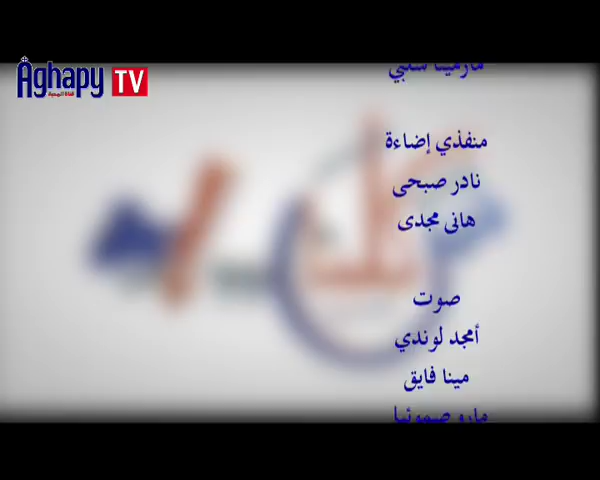 Aghapy TV
منفذي إضاءة
نادر صبحى
هانى مجدى
صوت
أمجد لوندي
مينا فايق